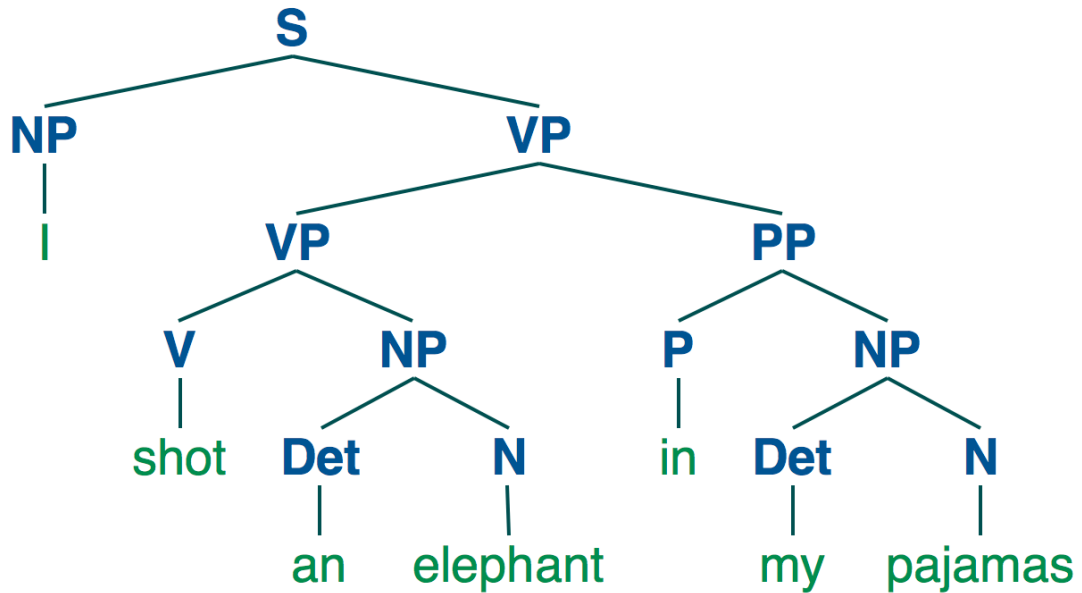 S
NP VP
I VP PP
V NP P NP
shot Det N in Det N
an elephant my pajamas